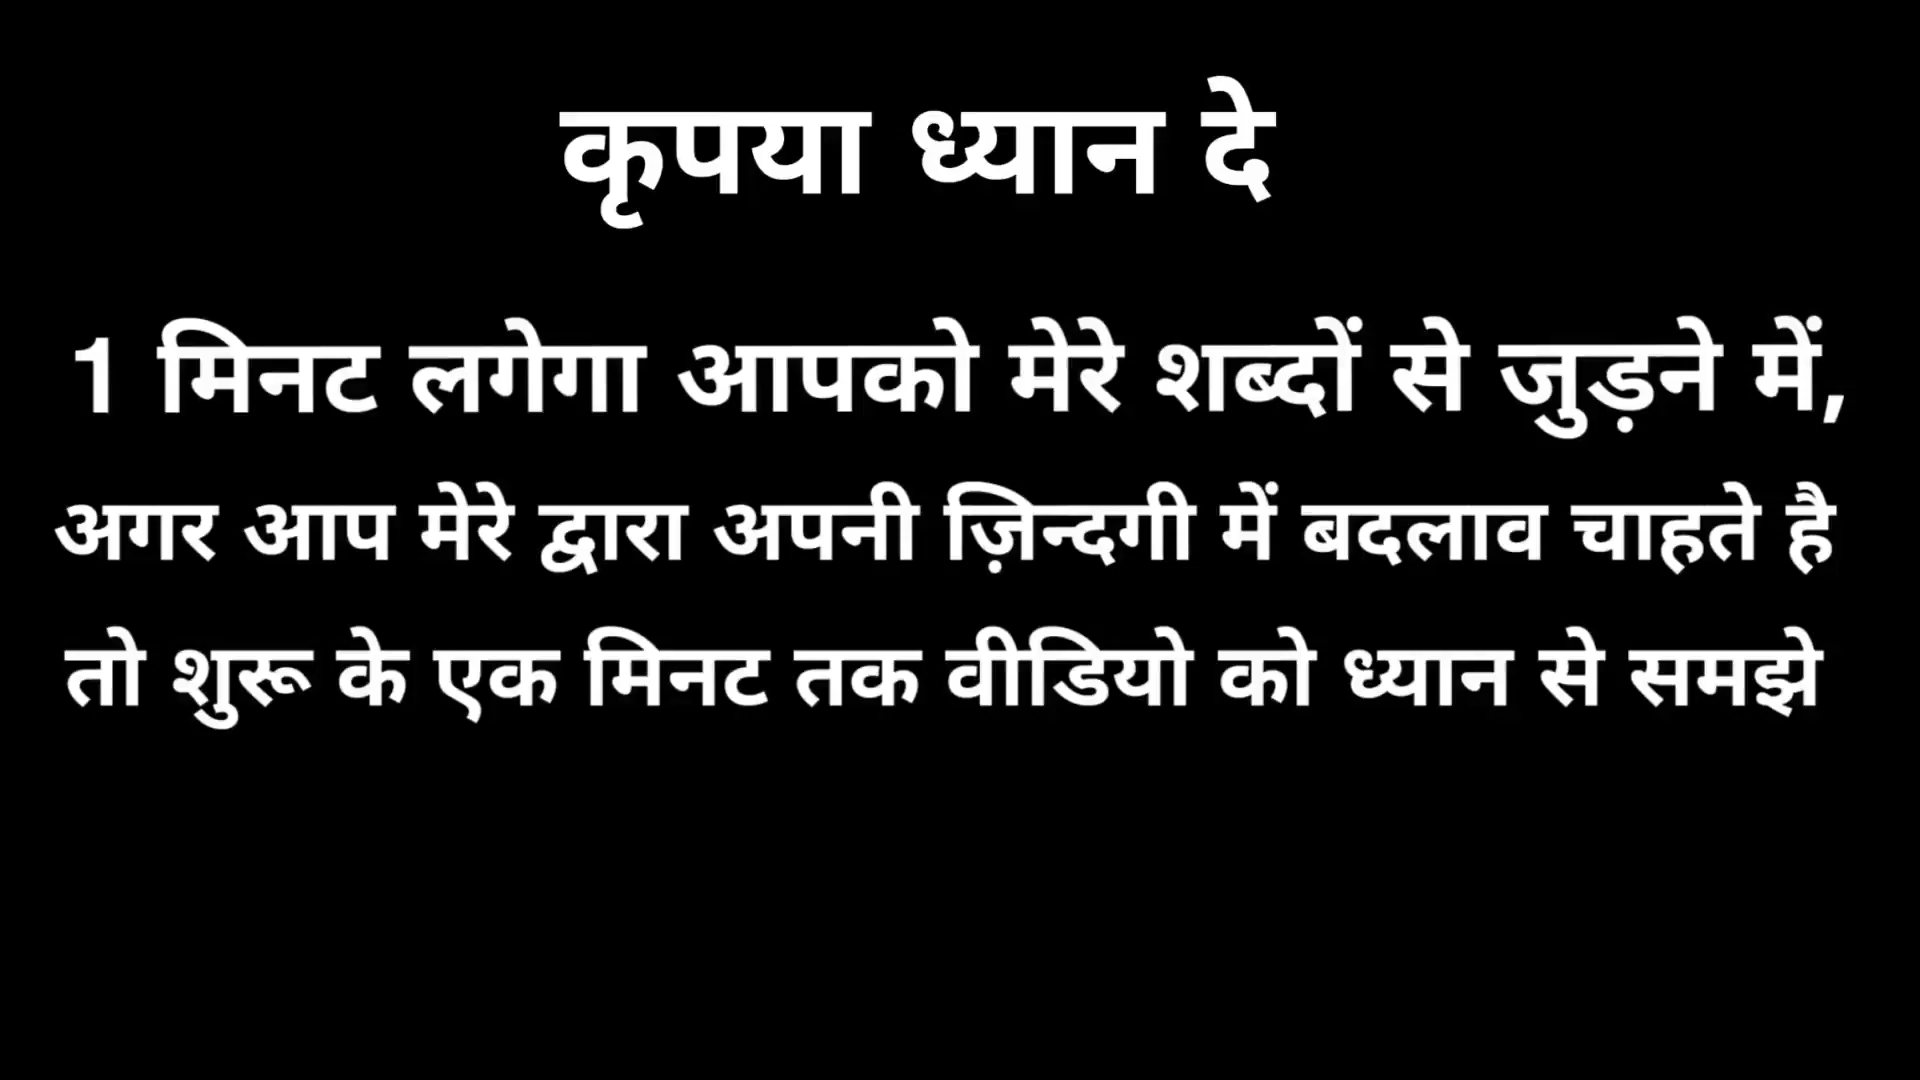 कृपया ध्यान दे
1 मिनट लगेगा आपको मेरे शब्दों से जुड़ने में,
अगर आप मेरे द्वारा अपनी ज़िन्दगी में बदलाव चाहते है
तो शुरू के एक मिनट तक वीडियो को ध्यान से समझे